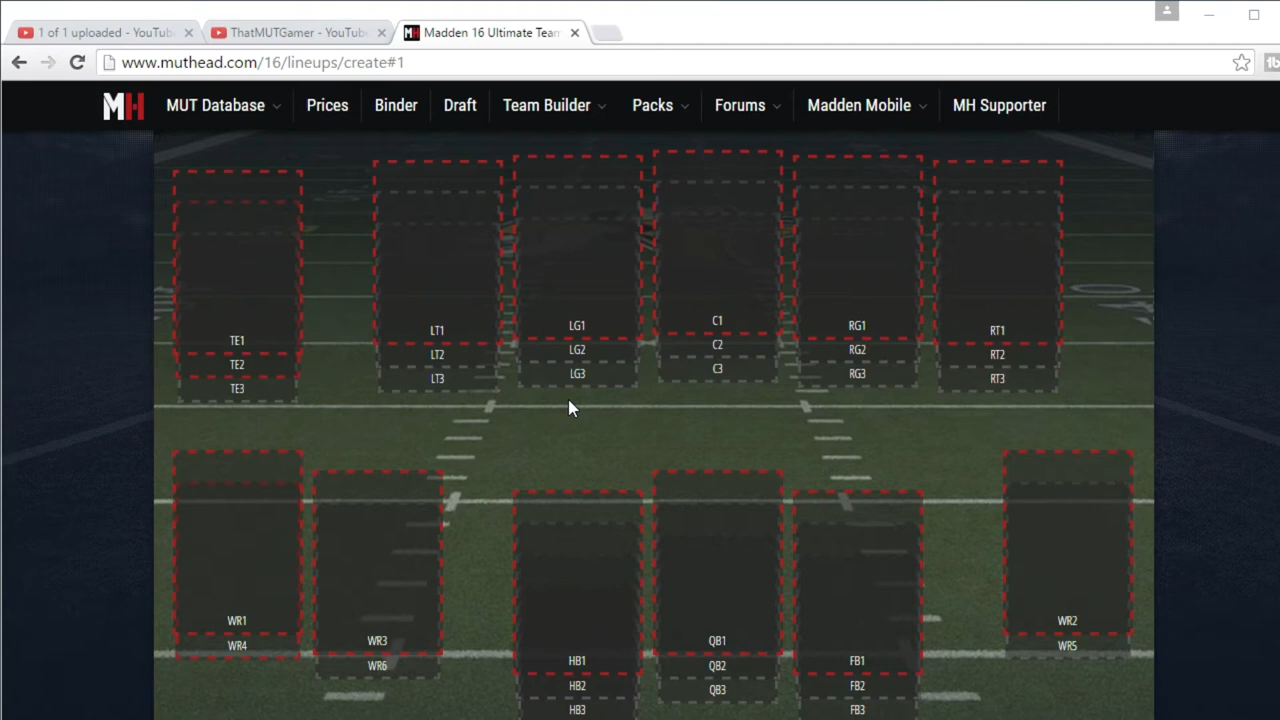 1 of 1 uploaded - YouTub
ThatMUTGamer - YouTub
MH Madden 16 Ultimate Tean
www.muthead.com/16/lineups/create#1
MH MUT Database Prices Binder Draft Team Builder Packs Forums Madden Mobile MH Supporter
TE1 LT1 LG1 C1 RG1 RT1
TE2 LT2 LG2 C2 RG2 RT2
TE3 LT3 LG3 C3 RG3 RT3
WR1 WR3 HB1 QB1 FB1 WR2
WR4 WR6 HB2 QB2 FB2 WR5
HB3 QB3 FB3